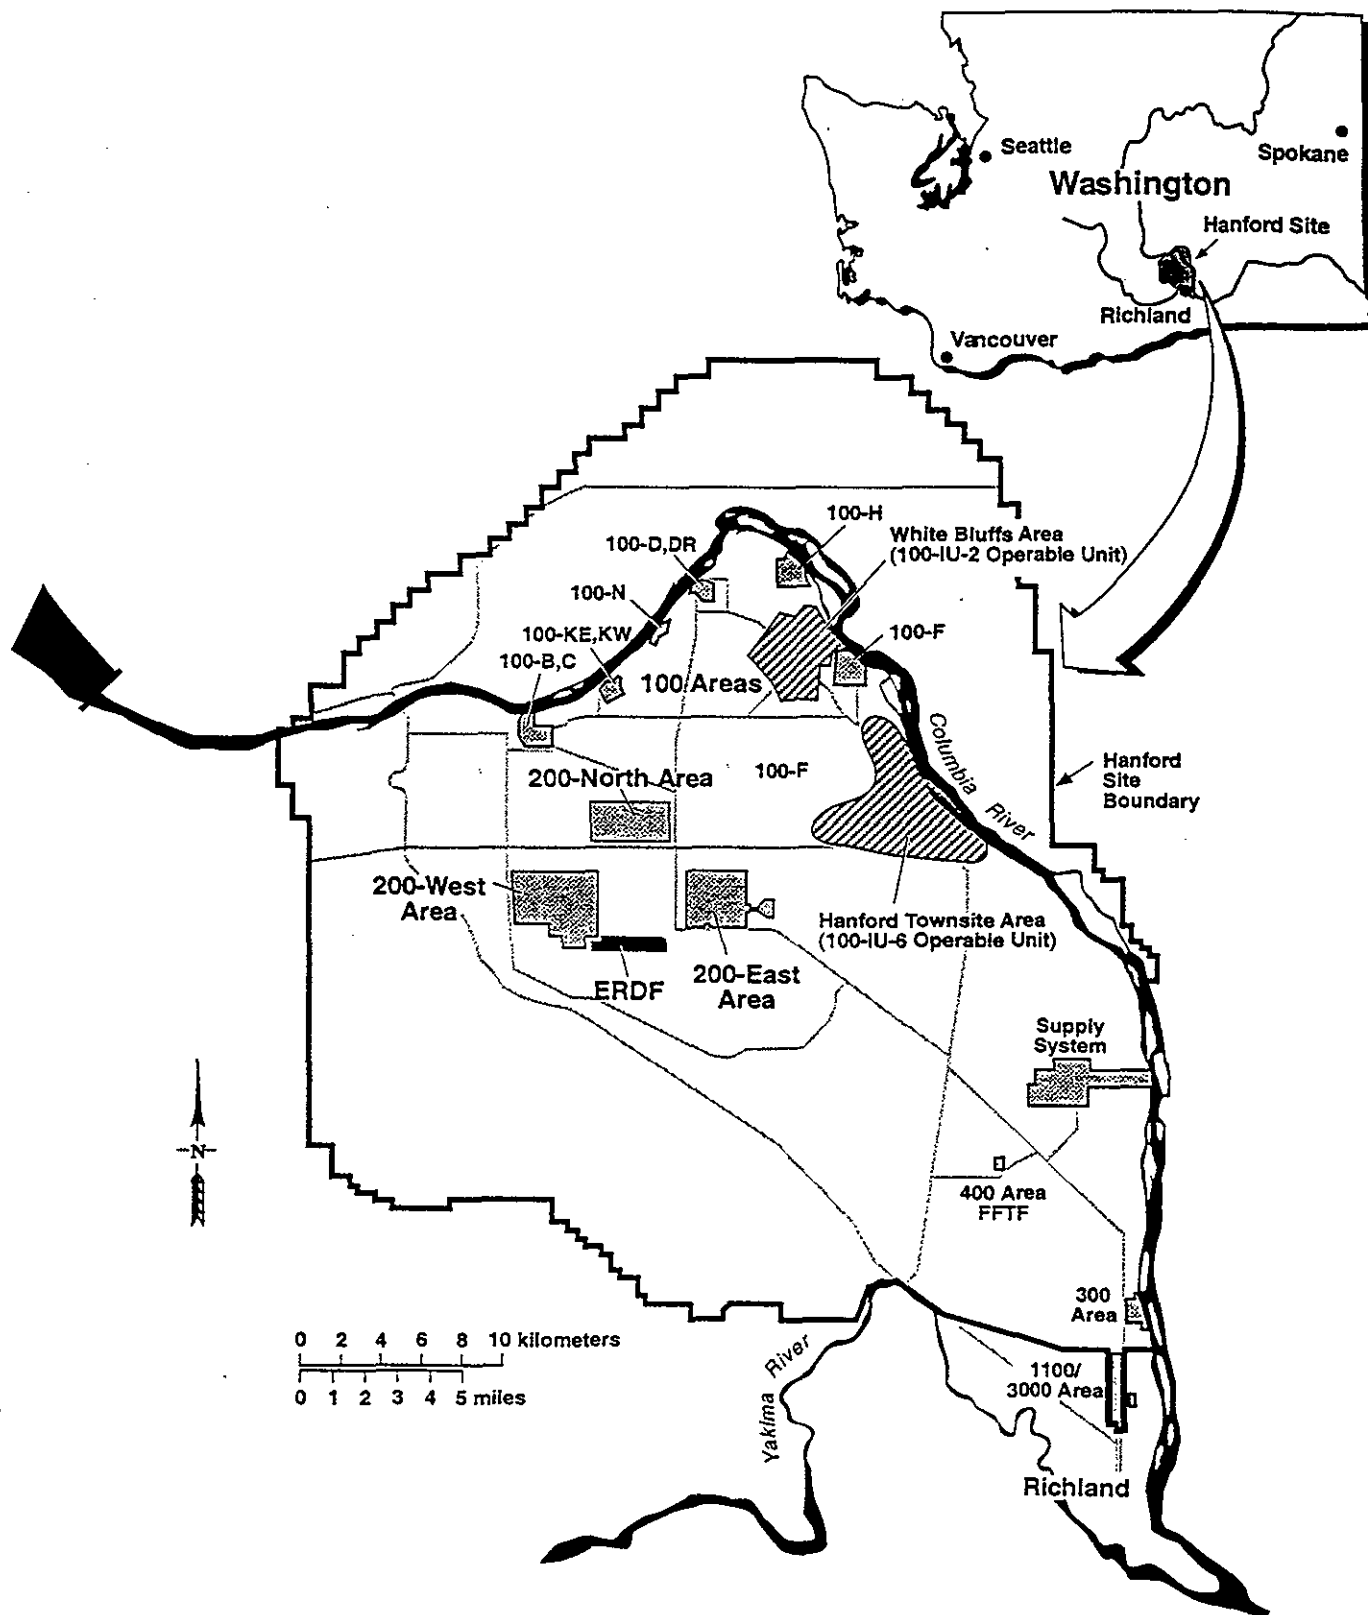 Seattle
Spokane
Washington
Hanford Site
Richland
Vancouver
100-H
White Bluffs Area
(100-IU-2 Operable Unit)
100-D,DR
100-N
100-KE,KW
100-F
100-B,C
100 Areas
Columbia River
200-North Area
100-F
Hanford
Site
Boundary
200-West
Area
Hanford Townsite Area
(100-IU-6 Operable Unit)
ERDF
200-East
Area
Supply
System
N
400 Area
FFTF
300
Area
0 2 4 6 8 10 kilometers
0 1 2 3 4 5 miles
Yakima River
1100/
3000 Area
Richland